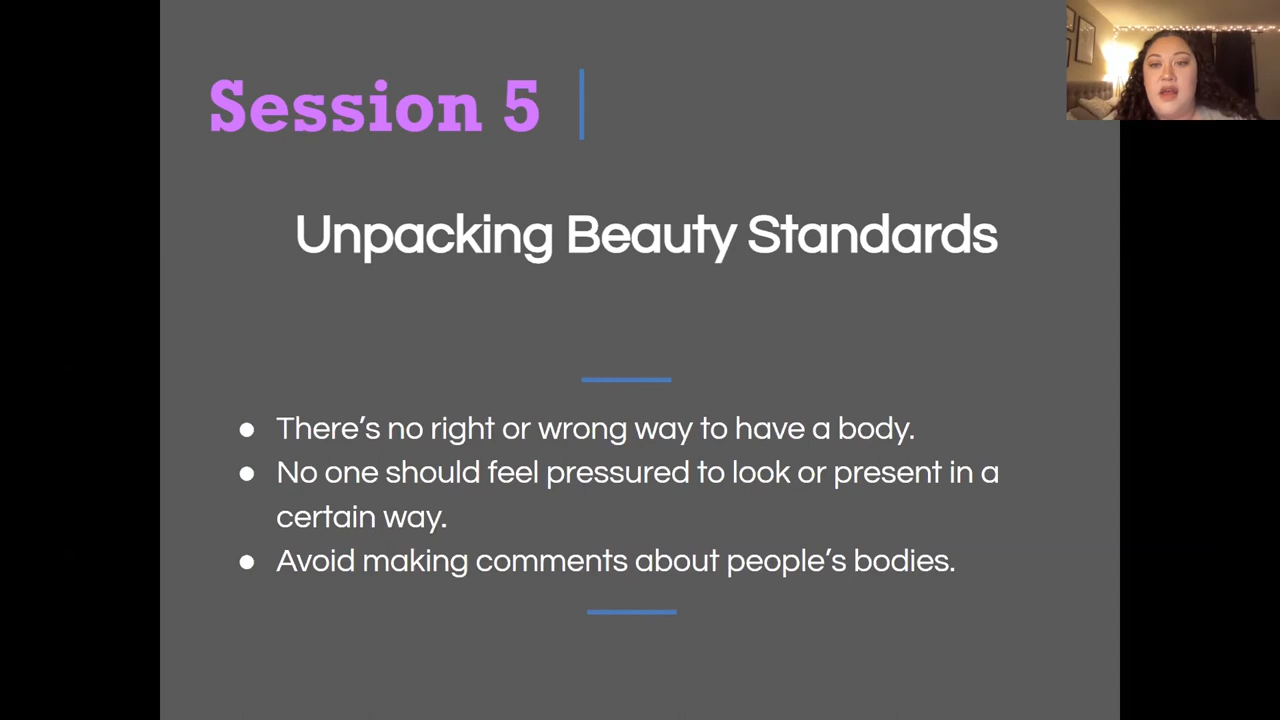 Session 5
Unpacking Beauty Standards
● There’s no right or wrong way to have a body.
● No one should feel pressured to look or present in a
certain way.
● Avoid making comments about people’s bodies.